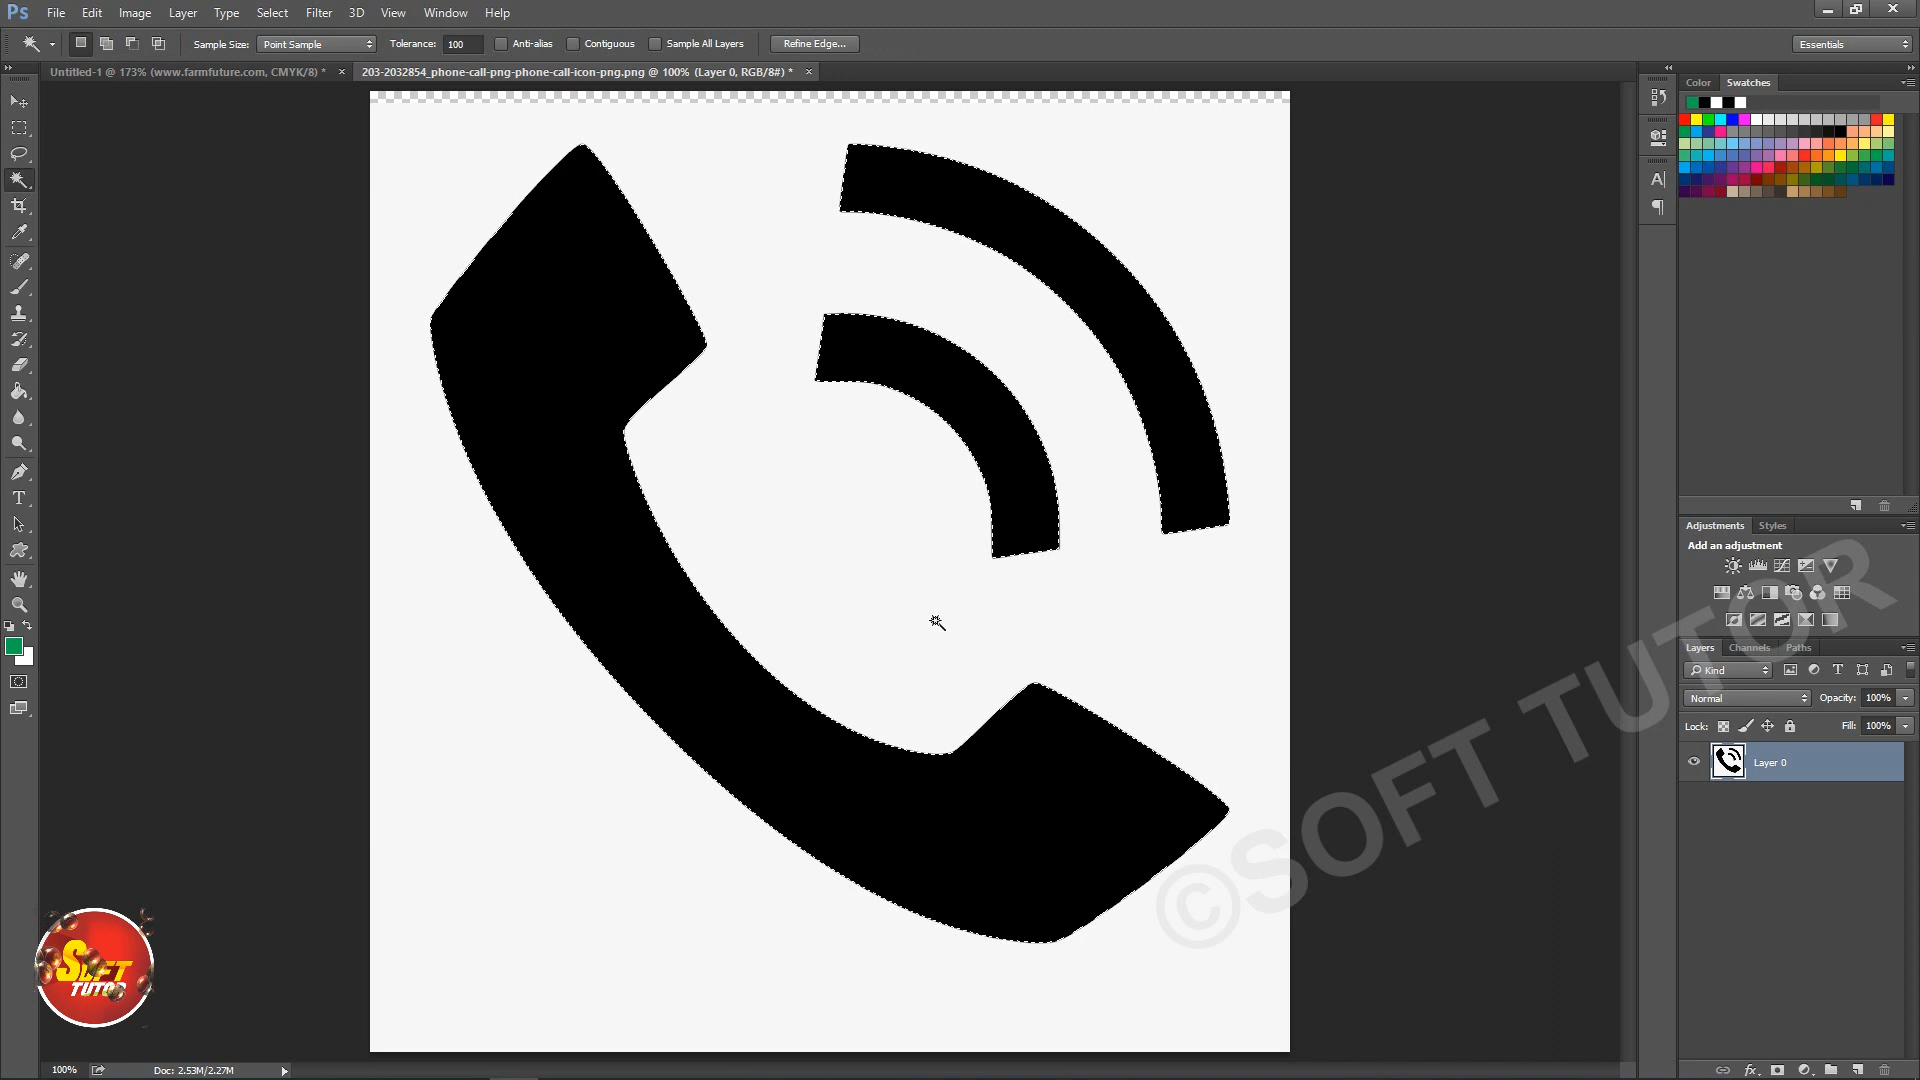 Ps File Edit Image Layer Type Select Filter 3D View Window Help
Sample Size: Point Sample Tolerance: 100 Anti-alias Contiguous Sample All Layers Refine Edge... Essentials
Untitled-1 @ 173% (www.farmfuture.com, CMYK/8) * × 203-2032854_phone-call-png-phone-call-icon-png.png @ 100% (Layer 0, RGB/8#) * ×
Color Swatches
A
T
Adjustments Styles
Add an adjustment
Layers Channels Paths
Kind T
Normal Opacity: 100%
Lock: Fill: 100%
Layer 0
©SOFT TUTOR
SOFT
TUTOR
100% Doc: 2.53M/2.27M
fx